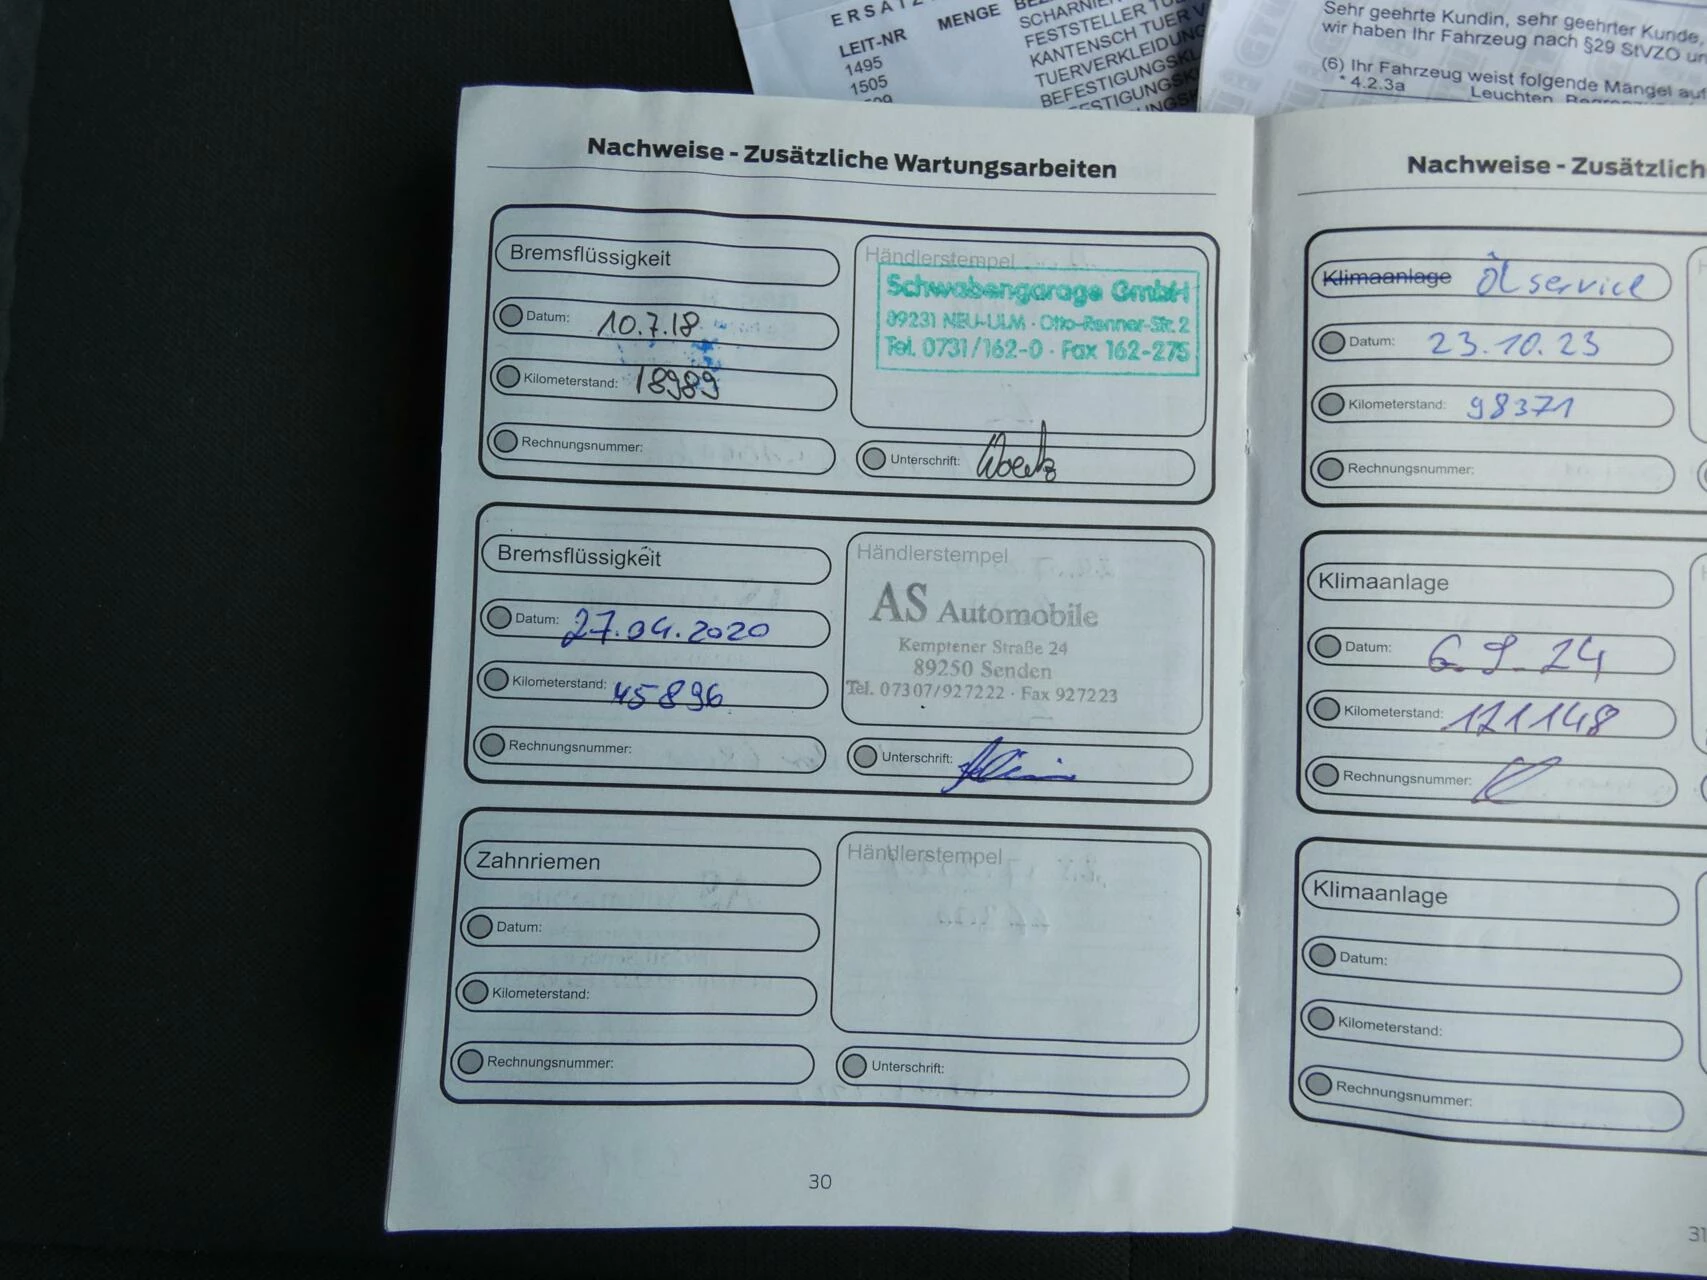 LEIT-NR
MENGE
1495
1505
KANTENSCH TUER V
TUERVERKLEIDUNG
Sehr geehrte Kundin, sehr geehrter Kunde,
wir haben Ihr Fahrzeug nach §29 StVZO
(6) Ihr Fahrzeug weist folgende Mängel auf
* 4.2.3a Leuchten
Nachweise - Zusätzliche Wartungsarbeiten
Bremsflüssigkeit
Datum: 10.7.18
Kilometerstand: 18989
Rechnungsnummer:
Händlerstempel
Schwabengarage GmbH
89231 NEU-ULM · Otto-Renner-Str. 2
Tel. 0731/162-0 · Fax 162-275
Unterschrift:
Bremsflüssigkeit
Datum: 27.04.2020
Kilometerstand: 45896
Rechnungsnummer:
Händlerstempel
AS Automobile
Kemptener Straße 24
89250 Senden
Tel. 07307/927222 · Fax 927223
Unterschrift:
Zahnriemen
Datum:
Kilometerstand:
Rechnungsnummer:
Händlerstempel
Unterschrift:
30
Nachweise - Zusätzlich
Klimaanlage Ölservice
Datum: 23.10.23
Kilometerstand: 98371
Rechnungsnummer:
Klimaanlage
Datum: 6.9.24
Kilometerstand: 121148
Rechnungsnummer:
Klimaanlage
Datum:
Kilometerstand:
Rechnungsnummer:
31